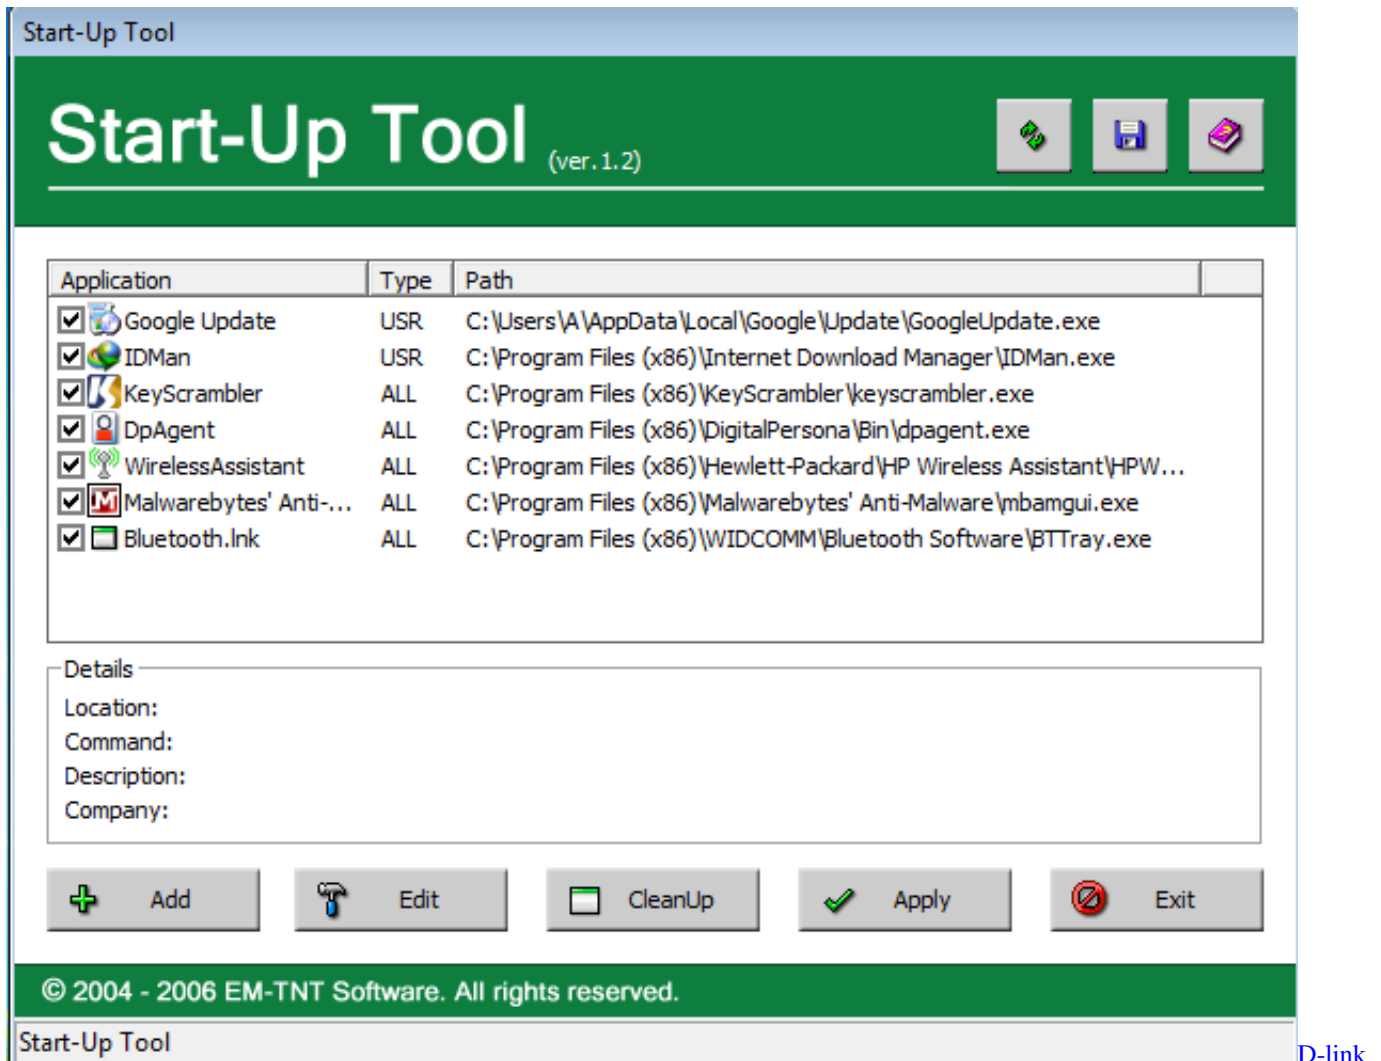 Start-Up Tool
Start-Up Tool (ver.1.2)
Application Type Path
Google Update USR C:\Users\A\AppData\Local\Google\Update\GoogleUpdate.exe
IDMan USR C:\Program Files (x86)\Internet Download Manager\IDMan.exe
KeyScrambler ALL C:\Program Files (x86)\KeyScrambler\keyscrambler.exe
DpAgent ALL C:\Program Files (x86)\DigitalPersona\Bin\dpagent.exe
WirelessAssistant ALL C:\Program Files (x86)\Hewlett-Packard\HP Wireless Assistant\HPW...
Malwarebytes' Anti-... ALL C:\Program Files (x86)\Malwarebytes' Anti-Malware\mbamgui.exe
Bluetooth.lnk ALL C:\Program Files (x86)\WIDCOMM\Bluetooth Software\BTTray.exe
Details
Location:
Command:
Description:
Company:
Add Edit CleanUp Apply Exit
© 2004 - 2006 EM-TNT Software. All rights reserved.
Start-Up Tool
D-link